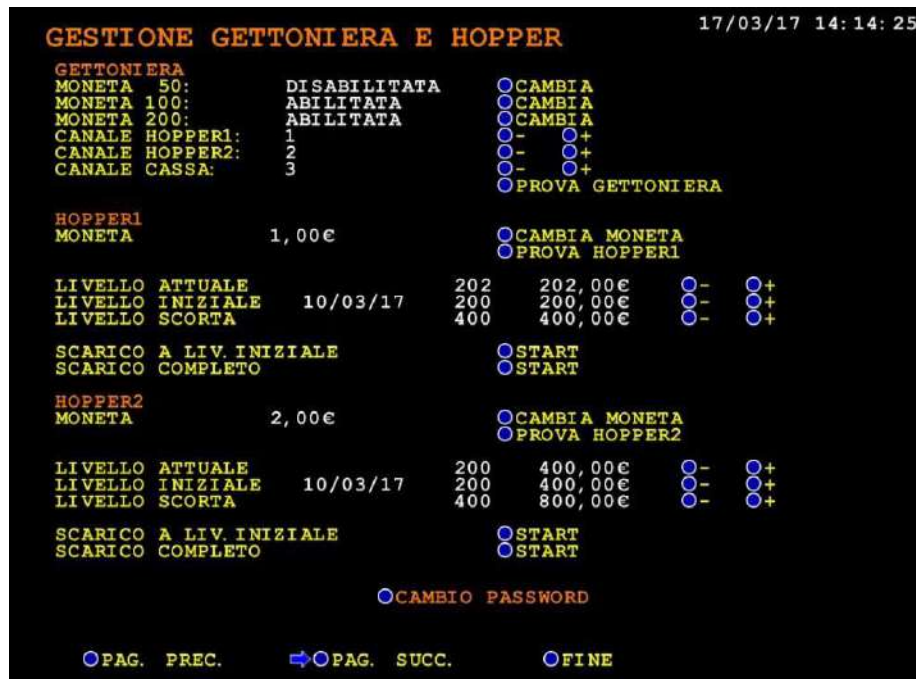 17/03/17 14:14:25
GESTIONE GETTONIERA E HOPPER
GETTONIERA
MONETA 50: DISABILITATA CAMBIA
MONETA 100: ABILITATA CAMBIA
MONETA 200: ABILITATA CAMBIA
CANALE HOPPER1: 1 - +
CANALE HOPPER2: 2 - +
CANALE CASSA: 3 - +
PROVA GETTONIERA
HOPPER1
MONETA 1,00€ CAMBIA MONETA
PROVA HOPPER1
LIVELLO ATTUALE 202 202,00€ - +
LIVELLO INIZIALE 10/03/17 200 200,00€ - +
LIVELLO SCORTA 400 400,00€ - +
SCARICO A LIV.INIZIALE START
SCARICO COMPLETO START
HOPPER2
MONETA 2,00€ CAMBIA MONETA
PROVA HOPPER2
LIVELLO ATTUALE 200 400,00€ - +
LIVELLO INIZIALE 10/03/17 200 400,00€ - +
LIVELLO SCORTA 400 800,00€ - +
SCARICO A LIV.INIZIALE START
SCARICO COMPLETO START
CAMBIO PASSWORD
PAG. PREC. PAG. SUCC. FINE